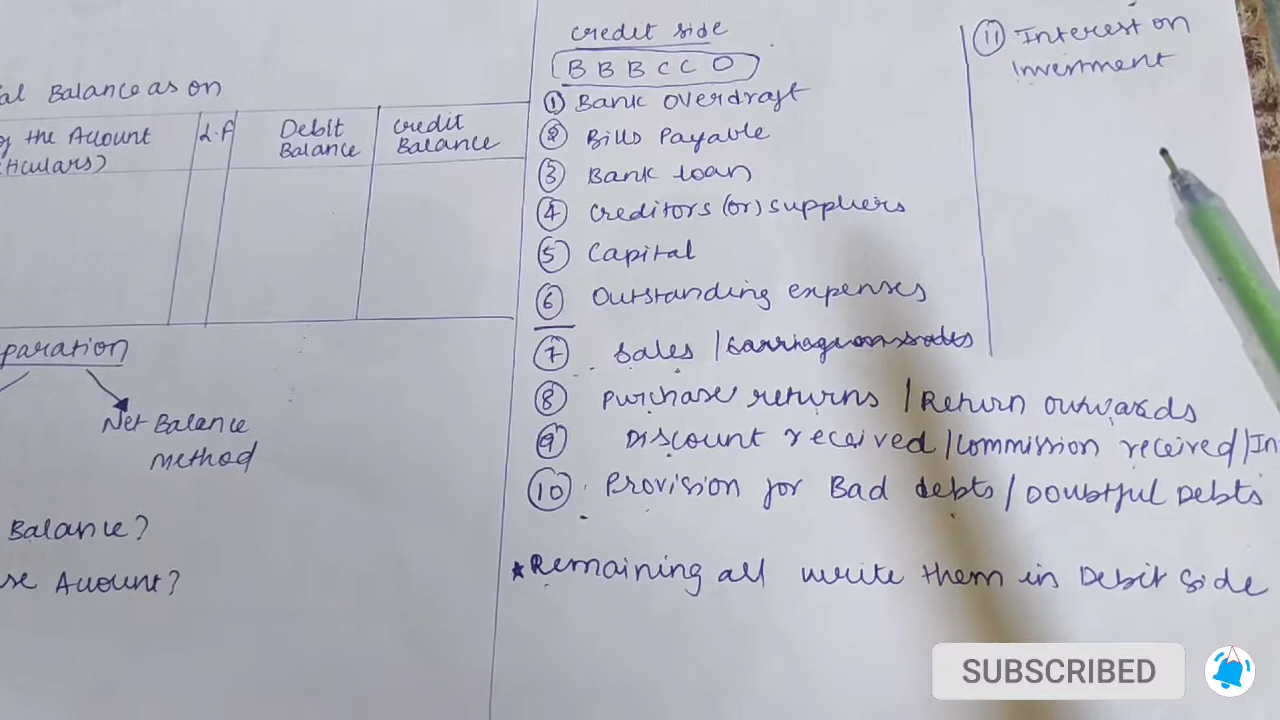 al Balance as on
of the Account
ticulars)
L.F
Debit
Balance
Credit
Balance
paration
Net Balance
Method
Balance?
se Account?
Credit side
B B B C C O
① Bank overdraft
② Bills Payable
③ Bank loan
④ Creditors (or) suppliers
⑤ Capital
⑥ Outstanding expenses
⑦ Sales /
⑧ Purchase returns / Return outwards
⑨ Discount received / Commission received / In
⑩ Provision for Bad debts / Doubtful Debts
*Remaining all write them in Debit side
⑪ Interest on
Investment
SUBSCRIBED